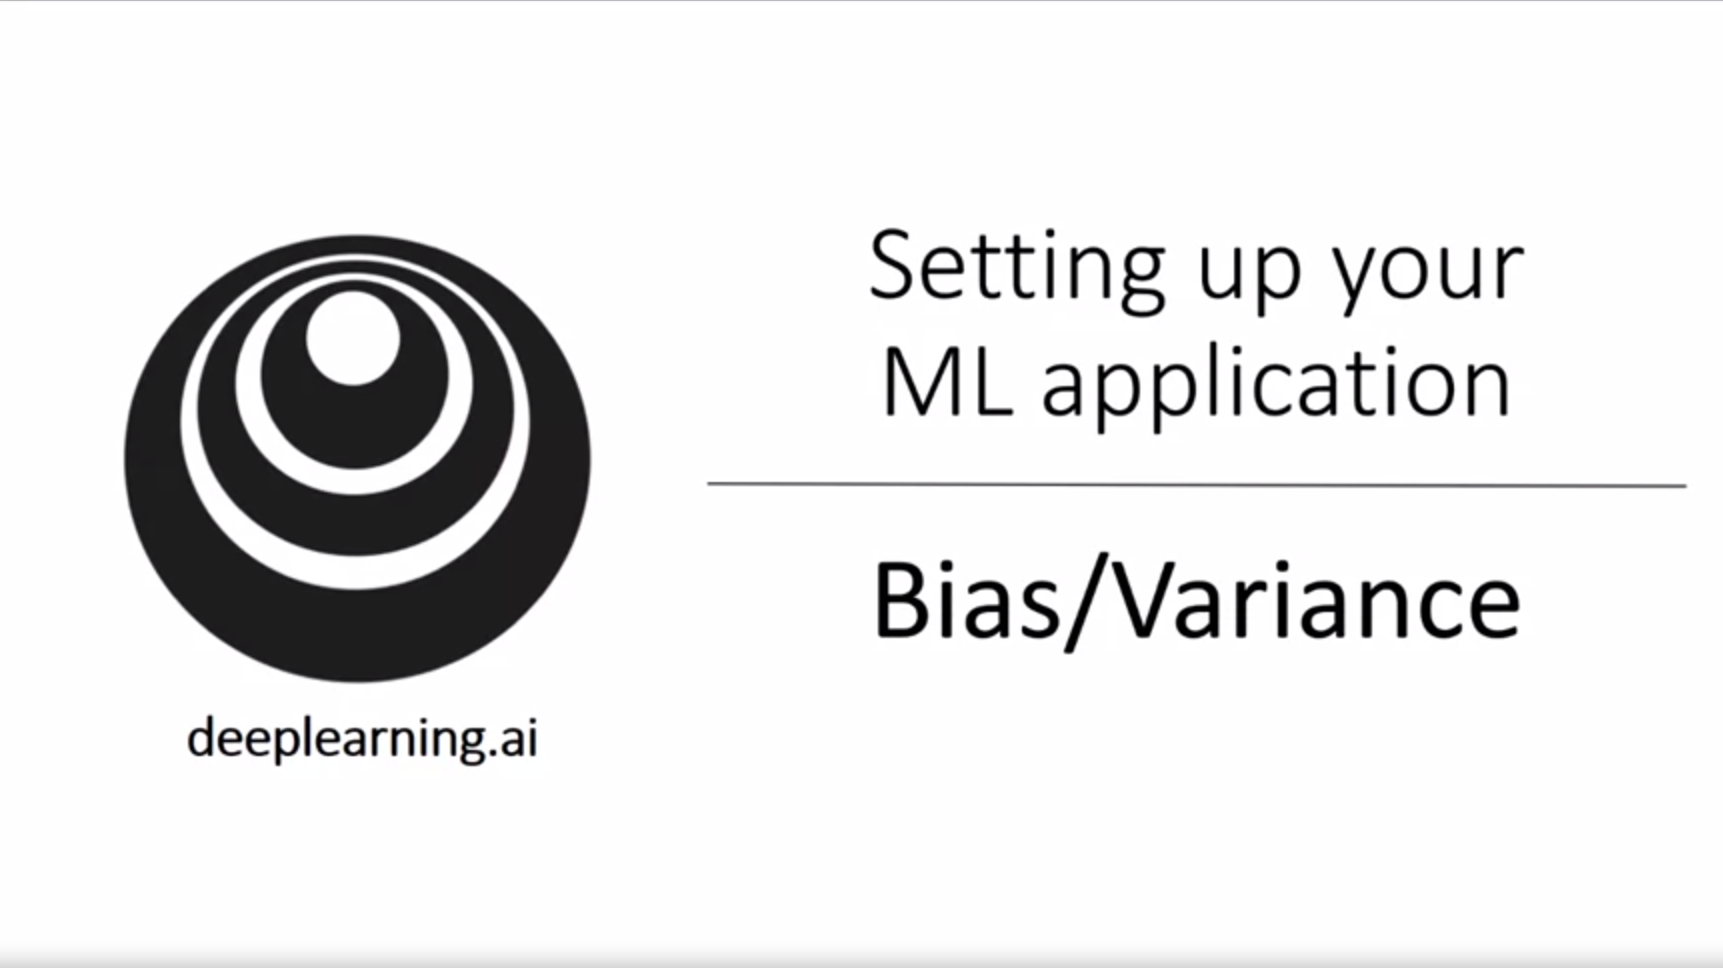 Setting up your
ML application
Bias/Variance
deeplearning.ai